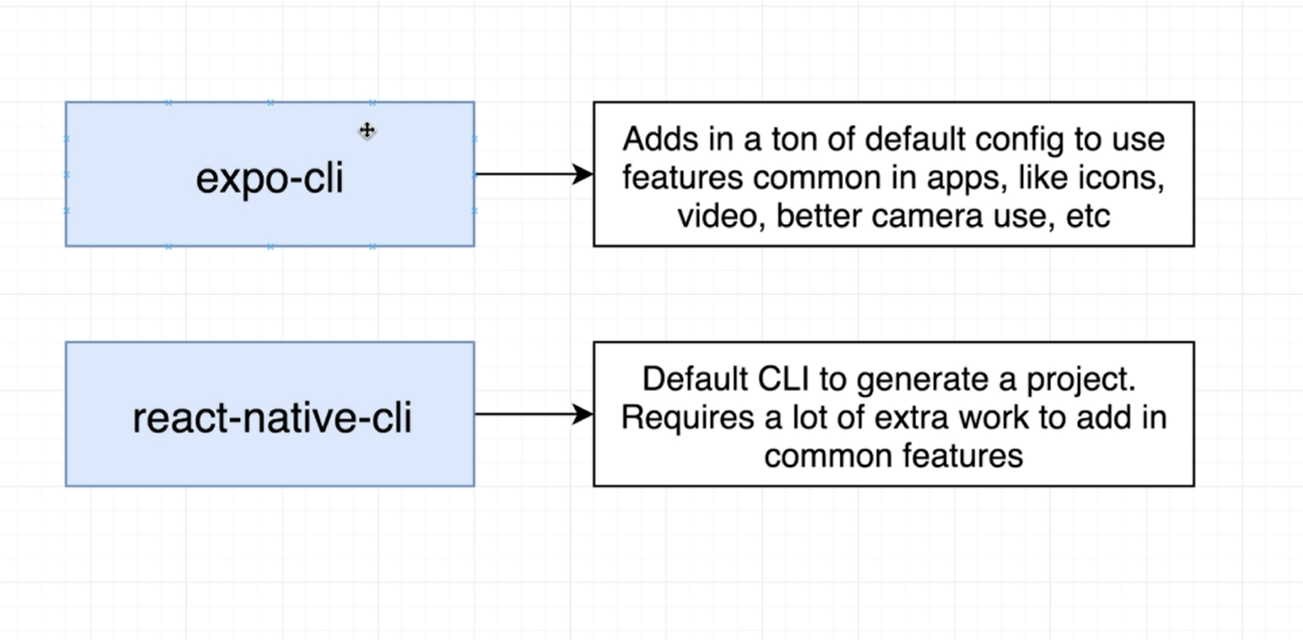 expo-cli
Adds in a ton of default config to use
features common in apps, like icons,
video, better camera use, etc
react-native-cli
Default CLI to generate a project.
Requires a lot of extra work to add in
common features